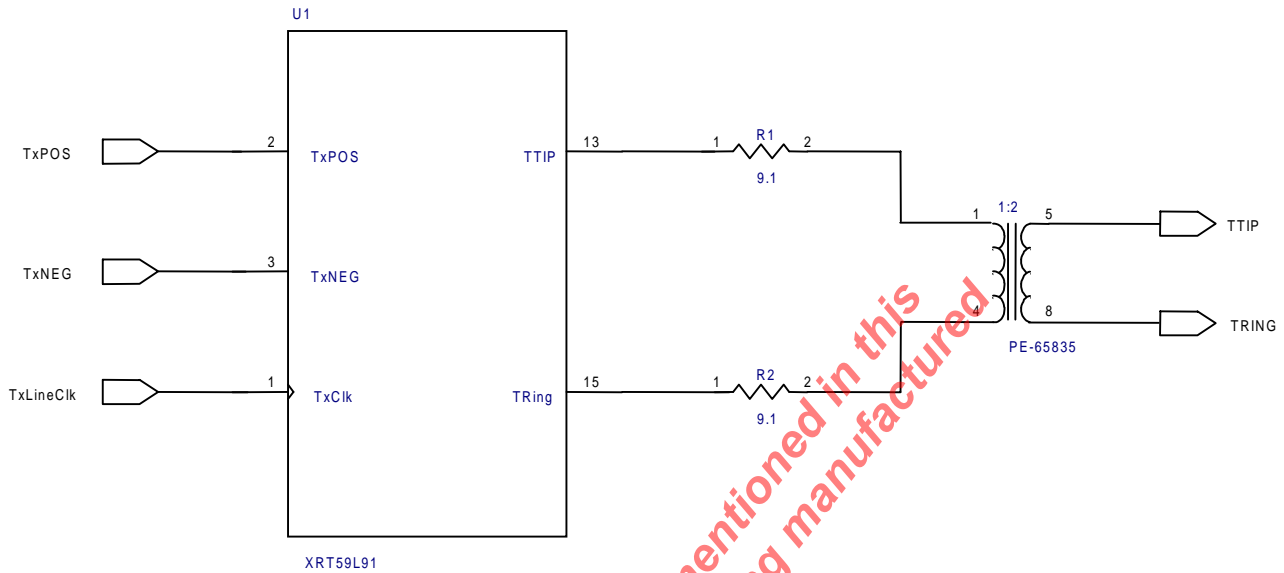 U1
TxPOS
2
TxPOS
TTIP
13
1
R1
2
9.1
1:2
1
5
TTIP
TxNEG
3
TxNEG
4
8
TRING
PE-65835
TxLineClk
1
TxClk
TRing
15
1
R2
2
9.1
XRT59L91
mentioned in this
manufactured